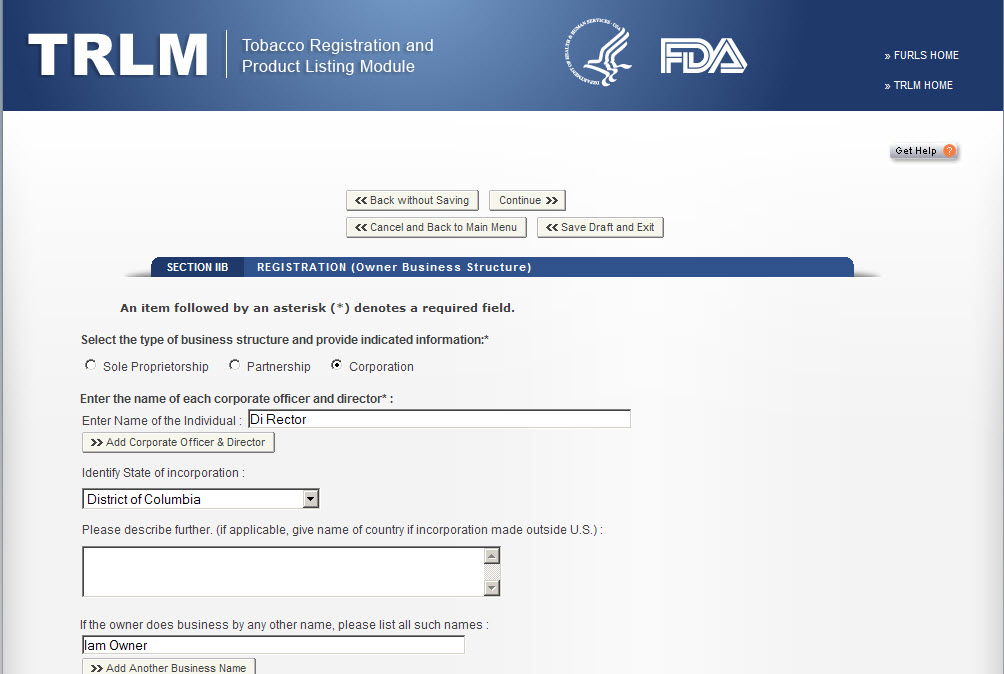 TRLM
Tobacco Registration and
Product Listing Module
DEPARTMENT OF HEALTH & HUMAN SERVICES · USA
FDA
» FURLS HOME
» TRLM HOME
Get Help ?
<< Back without Saving
Continue >>
<< Cancel and Back to Main Menu
<< Save Draft and Exit
SECTION IIB
REGISTRATION (Owner Business Structure)
An item followed by an asterisk (*) denotes a required field.
Select the type of business structure and provide indicated information:*
Sole Proprietorship
Partnership
Corporation
Enter the name of each corporate officer and director* :
Enter Name of the Individual : Di Rector
>> Add Corporate Officer & Director
Identify State of incorporation :
District of Columbia
Please describe further. (if applicable, give name of country if incorporation made outside U.S.) :
If the owner does business by any other name, please list all such names :
Iam Owner
>> Add Another Business Name